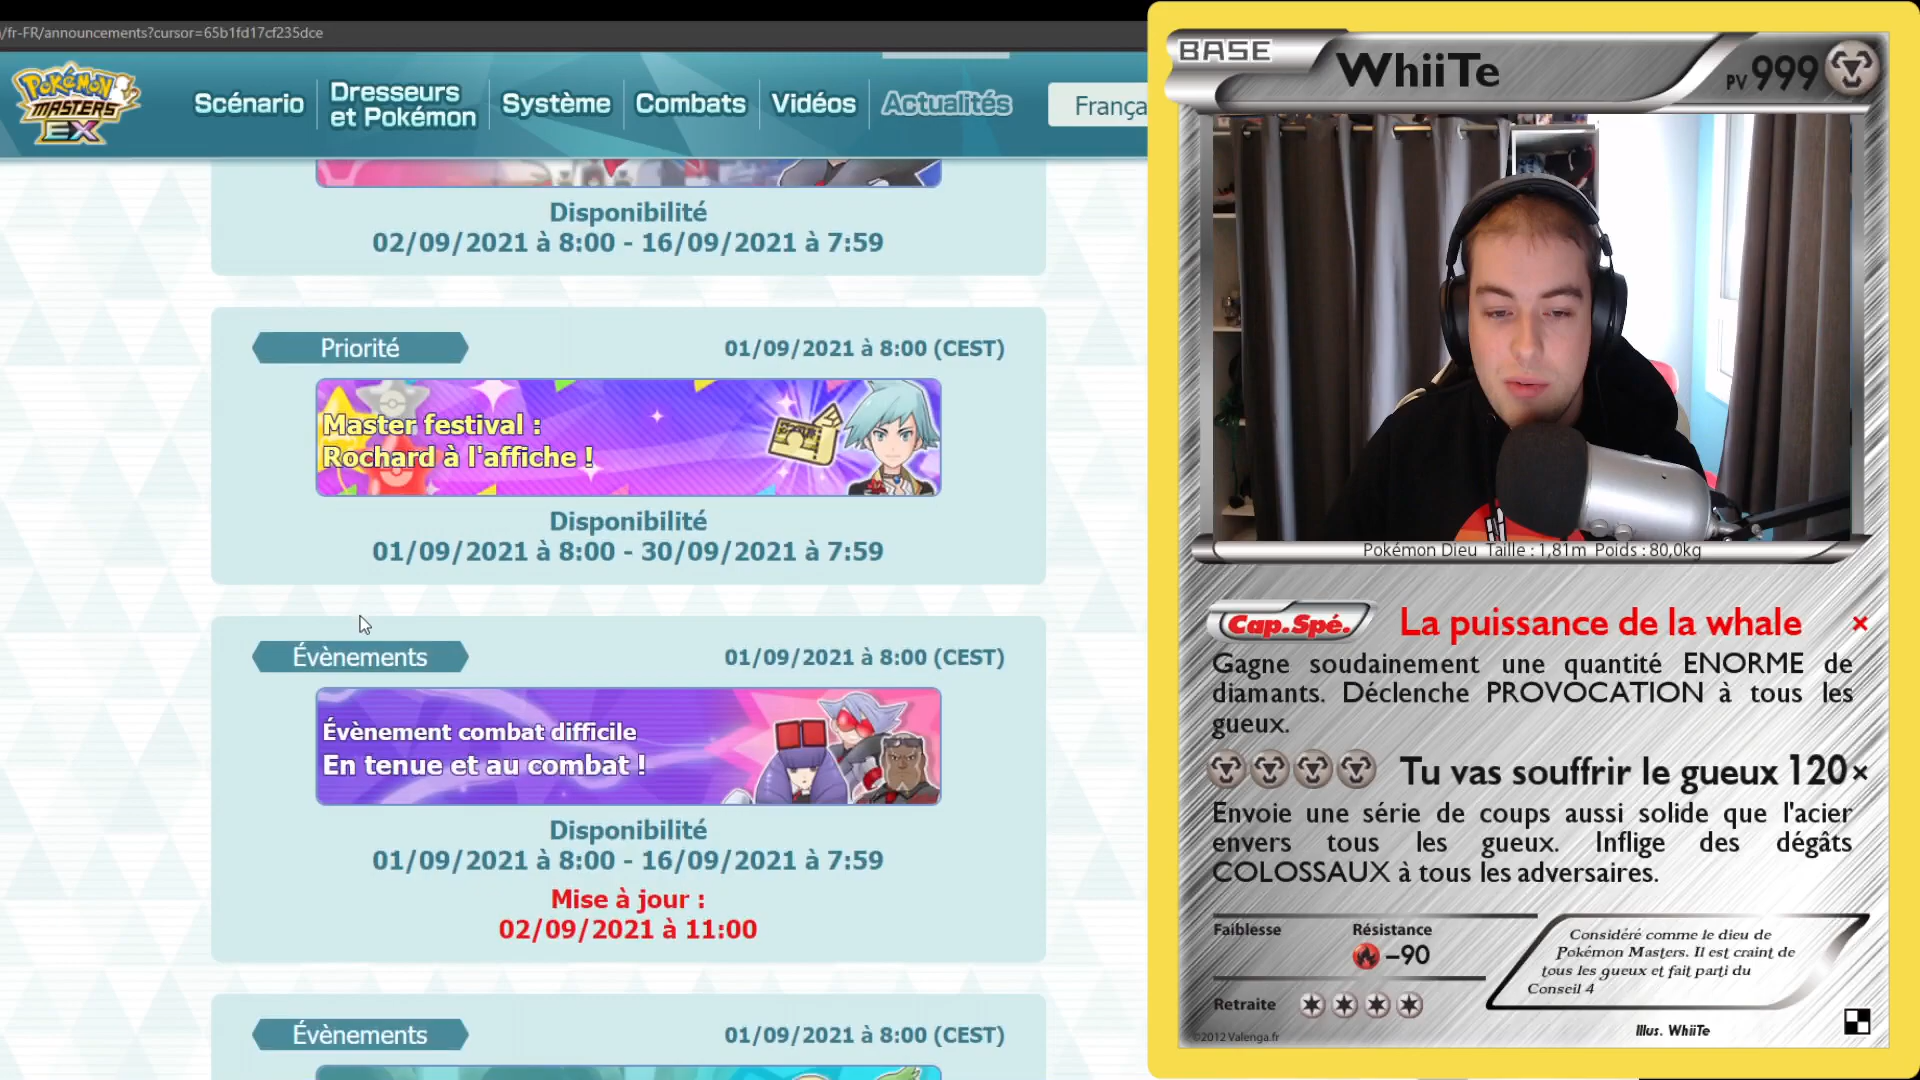 /fr-FR/announcements?cursor=65b1fd17cf235dce
Pokémon
MASTERS
EX
Scénario
Dresseurs
et Pokémon
Système
Combats
Vidéos
Actualités
França
Disponibilité
02/09/2021 à 8:00 - 16/09/2021 à 7:59
Priorité
01/09/2021 à 8:00 (CEST)
Master festival :
Rochard à l'affiche !
Disponibilité
01/09/2021 à 8:00 - 30/09/2021 à 7:59
Évènements
01/09/2021 à 8:00 (CEST)
Évènement combat difficile
En tenue et au combat !
Disponibilité
01/09/2021 à 8:00 - 16/09/2021 à 7:59
Mise à jour :
02/09/2021 à 11:00
Évènements
01/09/2021 à 8:00 (CEST)
BASE
WhiiTe
PV 999
Pokémon Dieu Taille : 1,81m Poids : 80,0kg
Cap.Spé.
La puissance de la whale ×
Gagne soudainement une quantité ENORME de
diamants. Déclenche PROVOCATION à tous les
gueux.
Tu vas souffrir le gueux 120×
Envoie une série de coups aussi solide que l'acier
envers tous les gueux. Inflige des dégâts
COLOSSAUX à tous les adversaires.
Faiblesse
Résistance
−90
Retraite
Considéré comme le dieu de
Pokémon Masters. Il est craint de
tous les gueux et fait parti du
Conseil 4
©2012 Valenga.fr
Illus. WhiiTe